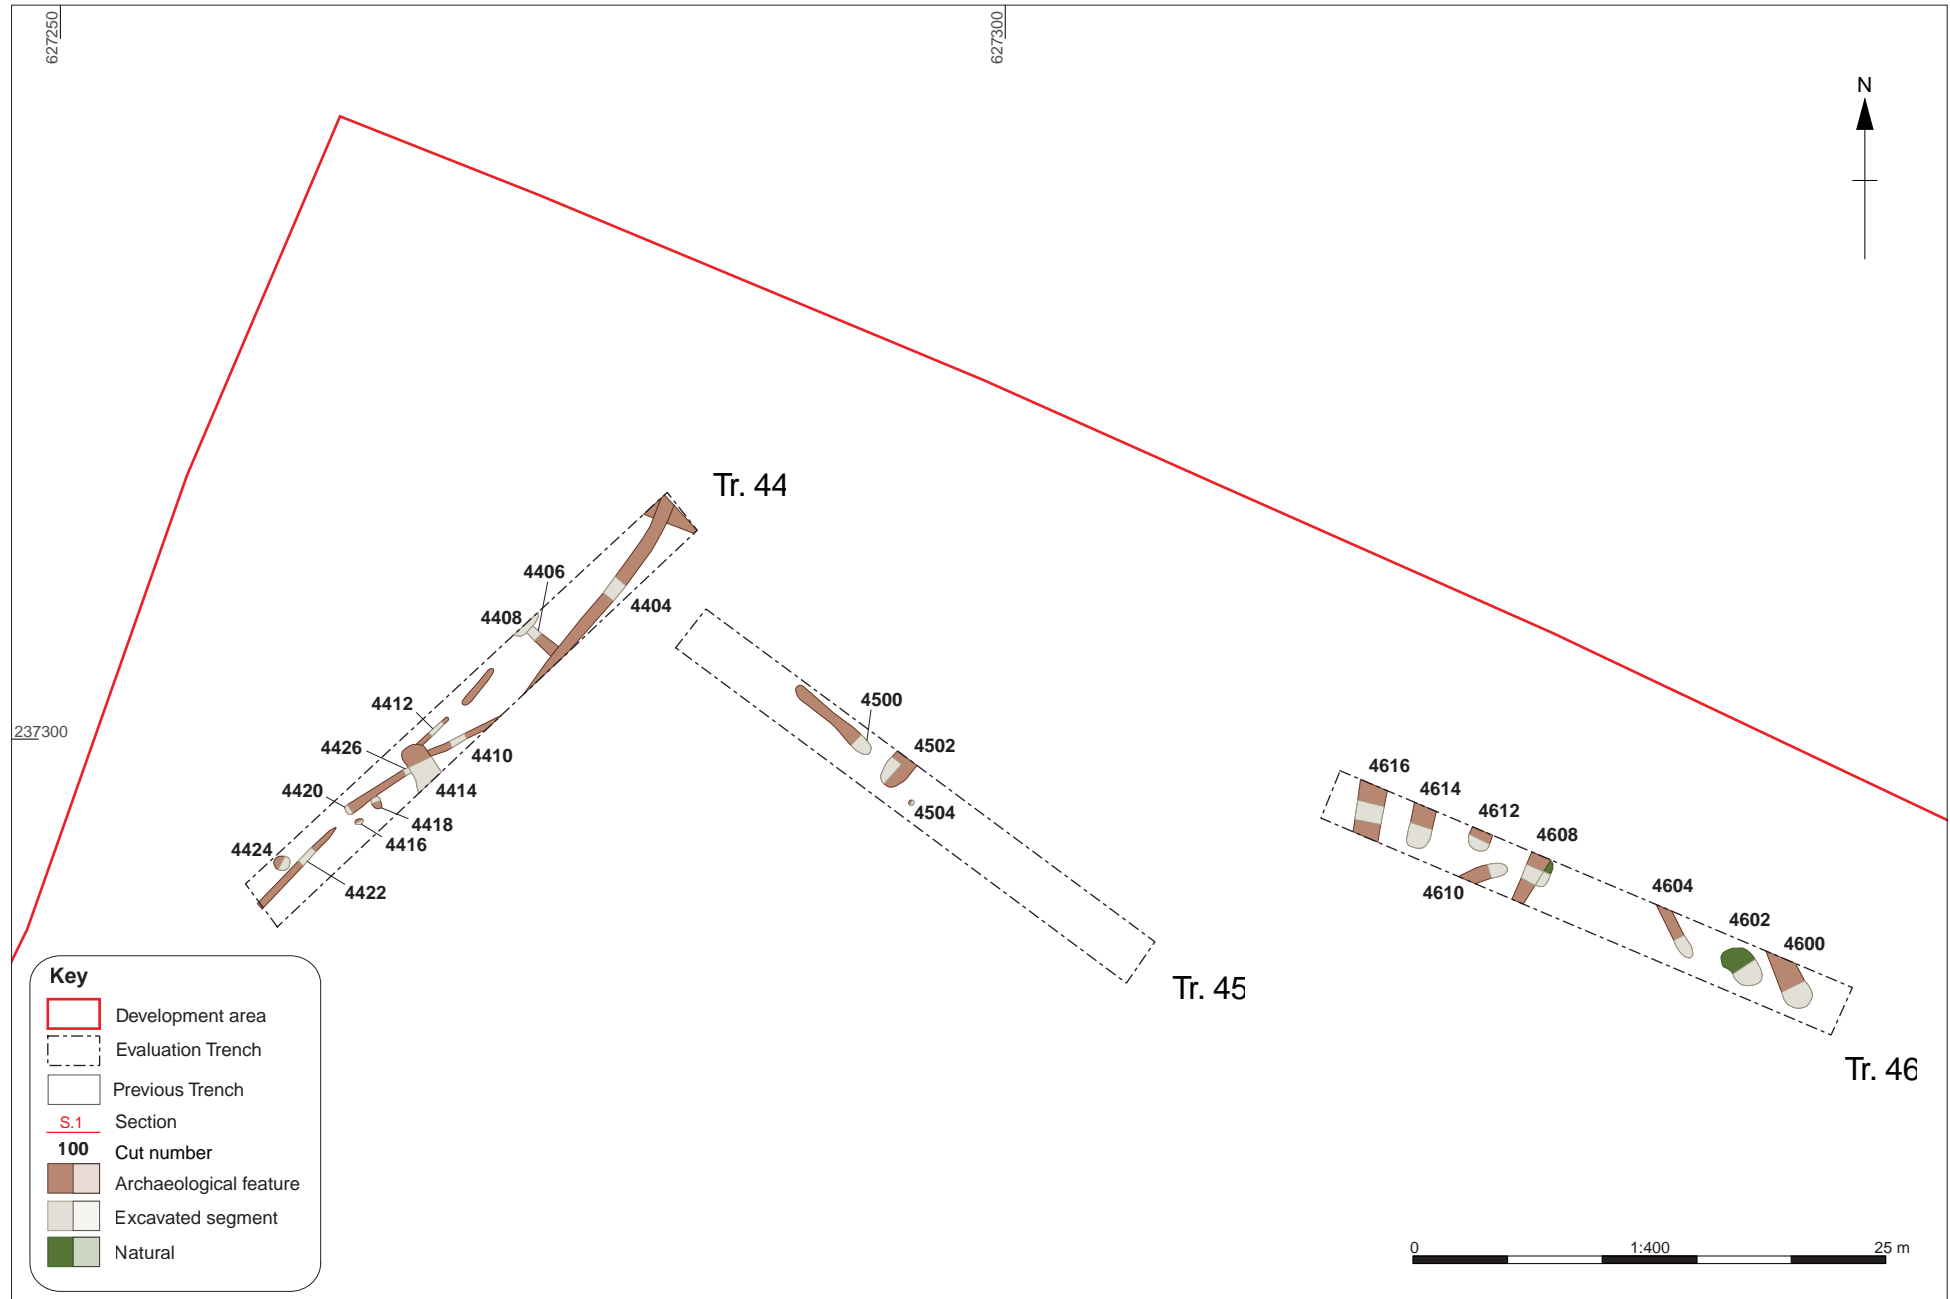 627250
627300
N
Tr. 44
4406
4408
4404
4412
4500
4426
4410
4502
4420
4414
4504
4418
4416
4424
4422
237300
4616
4614
4612
4608
4610
4604
4602
4600
Tr. 45
Tr. 46
Key
Development area
Evaluation Trench
Previous Trench
S.1 Section
100 Cut number
Archaeological feature
Excavated segment
Natural
0 1:400 25 m